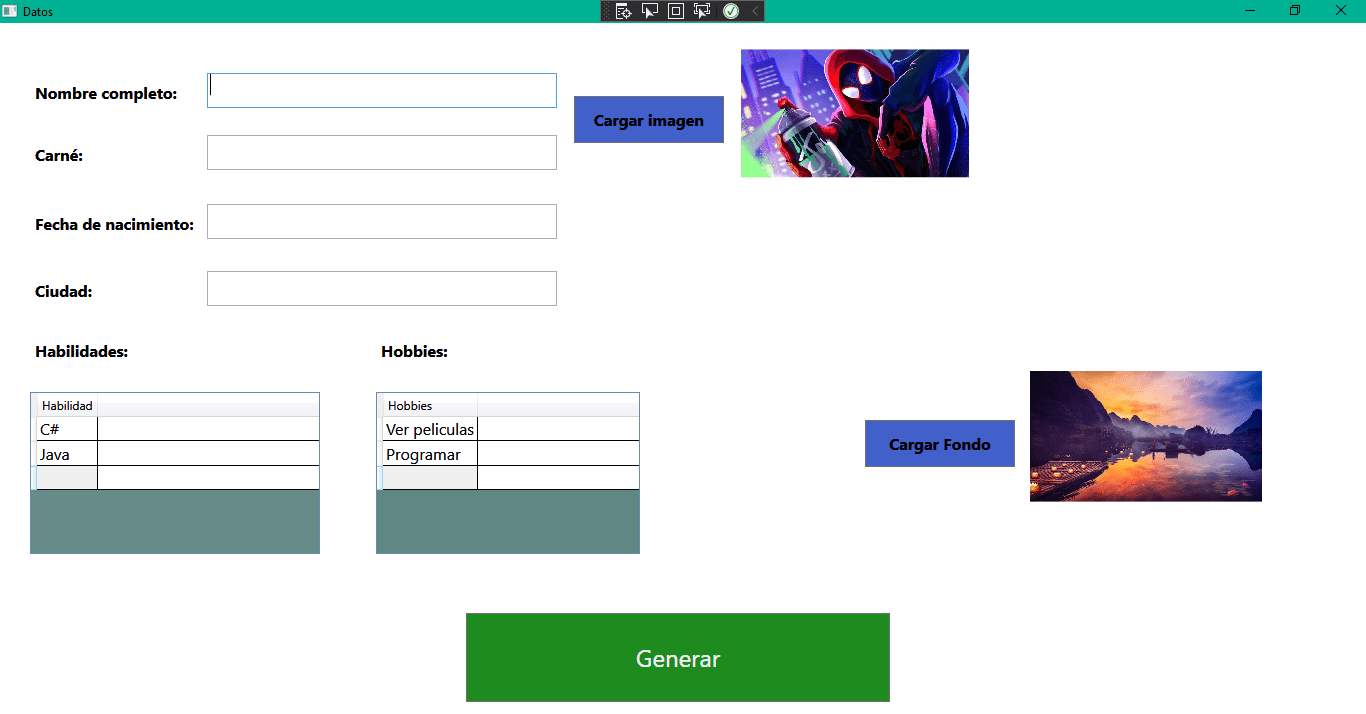 Datos
Nombre completo:
Cargar imagen
Carné:
Fecha de nacimiento:
Ciudad:
Habilidades:
Hobbies:
Habilidad
C#
Java
Hobbies
Ver peliculas
Programar
Cargar Fondo
Generar